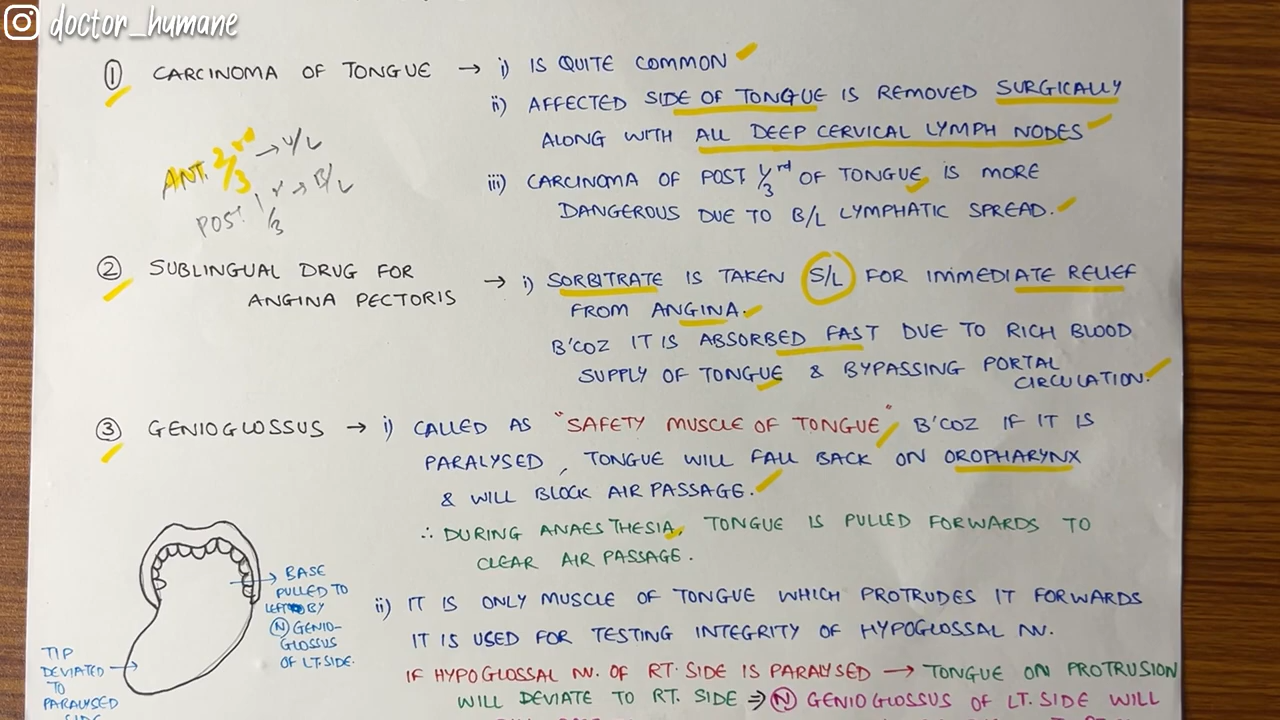 doctor_humane
① CARCINOMA OF TONGUE → i) IS QUITE COMMON
ii) AFFECTED SIDE OF TONGUE IS REMOVED SURGICALLY
ALONG WITH ALL DEEP CERVICAL LYMPH NODES
iii) CARCINOMA OF POST 1/3rd OF TONGUE IS MORE
DANGEROUS DUE TO B/L LYMPHATIC SPREAD.
ANT. 2/3rd → U/L
POST. 1/3r → B/L
② SUBLINGUAL DRUG FOR
ANGINA PECTORIS → i) SORBITRATE IS TAKEN S/L FOR IMMEDIATE RELIEF
FROM ANGINA.
B'COZ IT IS ABSORBED FAST DUE TO RICH BLOOD
SUPPLY OF TONGUE & BYPASSING PORTAL
CIRCULATION.
③ GENIOGLOSSUS → i) CALLED AS "SAFETY MUSCLE OF TONGUE" B'COZ IF IT IS
PARALYSED, TONGUE WILL FALL BACK ON OROPHARYNX
& WILL BLOCK AIR PASSAGE.
∴ DURING ANAESTHESIA, TONGUE IS PULLED FORWARDS TO
CLEAR AIR PASSAGE.
→ BASE
PULLED TO
LEFT BY
Ⓝ GENIO-
GLOSSUS
OF LT. SIDE.
TIP
DEVIATED →
TO
PARALYSED
SIDE
ii) IT IS ONLY MUSCLE OF TONGUE WHICH PROTRUDES IT FORWARDS
IT IS USED FOR TESTING INTEGRITY OF HYPOGLOSSAL NV.
IF HYPOGLOSSAL NV. OF RT. SIDE IS PARALYSED → TONGUE ON PROTRUSION
WILL DEVIATE TO RT. SIDE ⇒ Ⓝ GENIOGLOSSUS OF LT. SIDE WILL